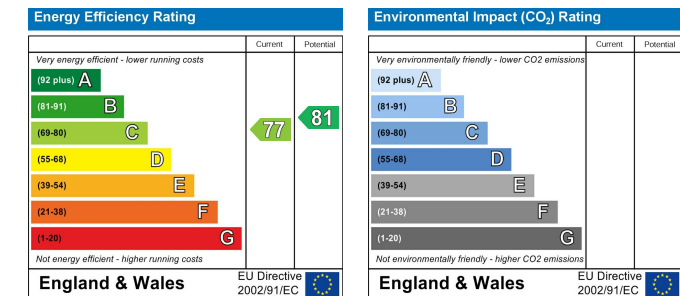 Energy Efficiency Rating
Current Potential
Very energy efficient - lower running costs
(92 plus) A
(81-91) B
(69-80) C
(55-68) D
(39-54) E
(21-38) F
(1-20) G
77
81
Not energy efficient - higher running costs
England & Wales
EU Directive
2002/91/EC
Environmental Impact (CO₂) Rating
Current Potential
Very environmentally friendly - lower CO2 emissions
(92 plus) A
(81-91) B
(69-80) C
(55-68) D
(39-54) E
(21-38) F
(1-20) G
Not environmentally friendly - higher CO2 emissions
England & Wales
EU Directive
2002/91/EC